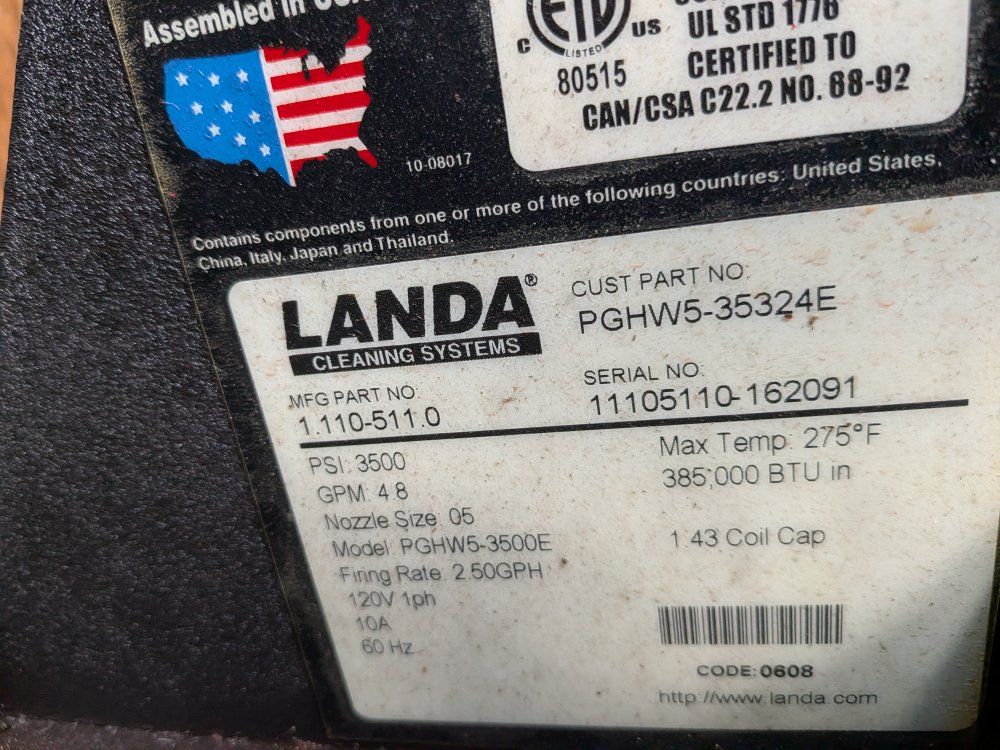 Assembled in
ETL
C
US
LISTED
80515
UL STD 1776
CERTIFIED TO
CAN/CSA C22.2 NO. 68-92
10-08017
Contains components from one or more of the following countries: United States,
China, Italy, Japan and Thailand.
LANDA®
CLEANING SYSTEMS
CUST PART NO:
PGHW5-35324E
MFG PART NO:
1.110-511.0
SERIAL NO:
11105110-162091
PSI: 3500
GPM: 4.8
Nozzle Size 05
Model: PGHW5-3500E
Firing Rate: 2.50GPH
120V 1ph
10A
60 Hz
Max Temp: 275°F
385,000 BTU in
1.43 Coil Cap
CODE: 0608
http://www.landa.com